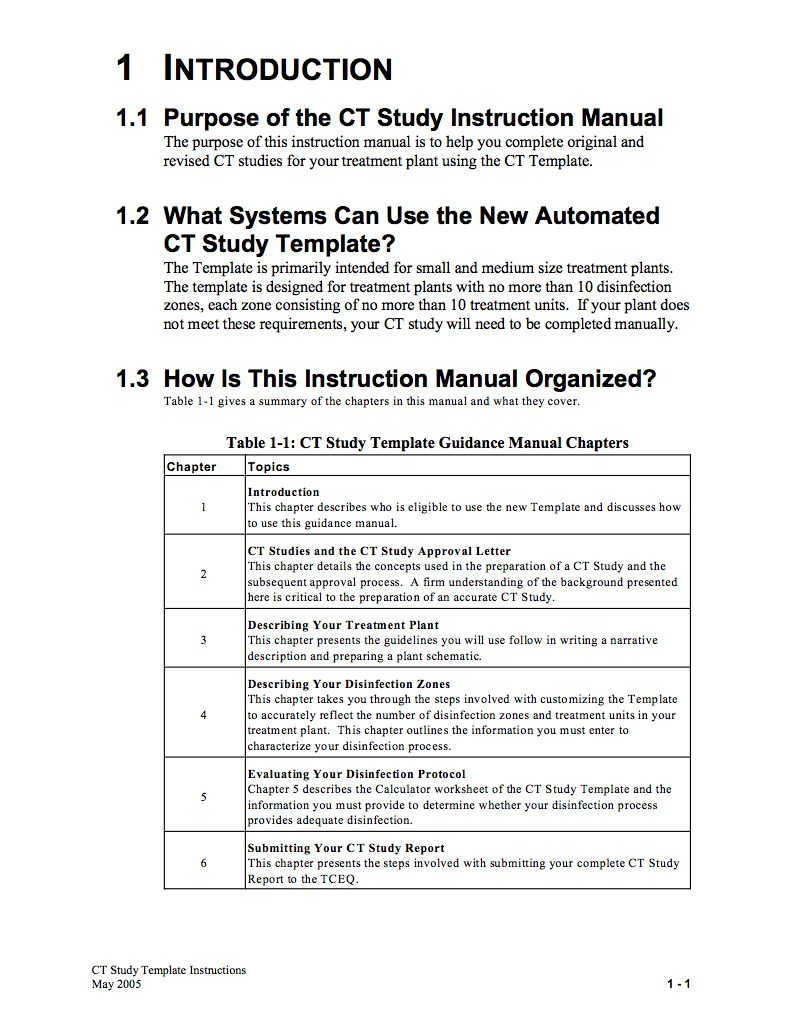 1 INTRODUCTION
1.1 Purpose of the CT Study Instruction Manual
The purpose of this instruction manual is to help you complete original and
revised CT studies for your treatment plant using the CT Template.
1.2 What Systems Can Use the New Automated
CT Study Template?
The Template is primarily intended for small and medium size treatment plants.
The template is designed for treatment plants with no more than 10 disinfection
zones, each zone consisting of no more than 10 treatment units. If your plant does
not meet these requirements, your CT study will need to be completed manually.
1.3 How Is This Instruction Manual Organized?
Table 1-1 gives a summary of the chapters in this manual and what they cover.
Table 1-1: CT Study Template Guidance Manual Chapters
Chapter Topics
Introduction
1 This chapter describes who is eligible to use the new Template and discusses how
to use this guidance manual.
CT Studies and the CT Study Approval Letter
This chapter details the concepts used in the preparation of a CT Study and the
2 subsequent approval process. A firm understanding of the background presented
here is critical to the preparation of an accurate CT Study.
Describing Your Treatment Plant
3 This chapter presents the guidelines you will use follow in writing a narrative
description and preparing a plant schematic.
Describing Your Disinfection Zones
This chapter takes you through the steps involved with customizing the Template
4 to accurately reflect the number of disinfection zones and treatment units in your
treatment plant. This chapter outlines the information you must enter to
characterize your disinfection process.
Evaluating Your Disinfection Protocol
Chapter 5 describes the Calculator worksheet of the CT Study Template and the
5 information you must provide to determine whether your disinfection process
provides adequate disinfection.
Submitting Your CT Study Report
6 This chapter presents the steps involved with submitting your complete CT Study
Report to the TCEQ.
CT Study Template Instructions
May 2005 1 - 1